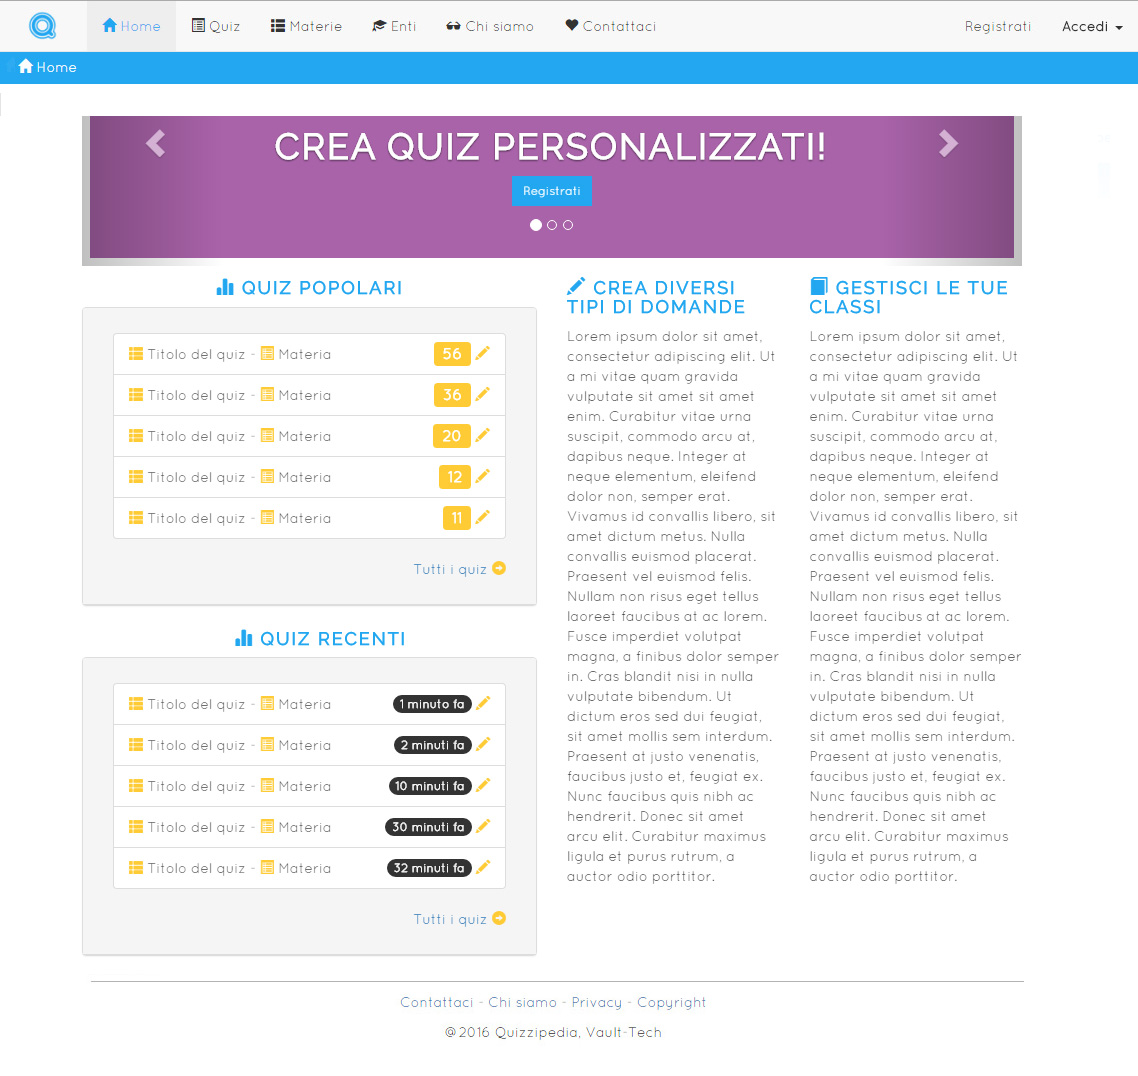 Home Quiz Materie Enti Chi siamo Contattaci Registrati Accedi
Home
CREA QUIZ PERSONALIZZATI!
Registrati
QUIZ POPOLARI
Titolo del quiz - Materia 56
Titolo del quiz - Materia 36
Titolo del quiz - Materia 20
Titolo del quiz - Materia 12
Titolo del quiz - Materia 11
Tutti i quiz
QUIZ RECENTI
Titolo del quiz - Materia 1 minuto fa
Titolo del quiz - Materia 2 minuti fa
Titolo del quiz - Materia 10 minuti fa
Titolo del quiz - Materia 30 minuti fa
Titolo del quiz - Materia 32 minuti fa
Tutti i quiz
CREA DIVERSI
TIPI DI DOMANDE
Lorem ipsum dolor sit amet,
consectetur adipiscing elit. Ut
a mi vitae quam gravida
vulputate sit amet sit amet
enim. Curabitur vitae urna
suscipit, commodo arcu at,
dapibus neque. Integer at
neque elementum, eleifend
dolor non, semper erat.
Vivamus id convallis libero, sit
amet dictum metus. Nulla
convallis euismod placerat.
Praesent vel euismod felis.
Nullam non risus eget tellus
laoreet faucibus at ac lorem.
Fusce imperdiet volutpat
magna, a finibus dolor semper
in. Cras blandit nisi in nulla
vulputate bibendum. Ut
dictum eros sed dui feugiat,
sit amet mollis sem interdum.
Praesent at justo venenatis,
faucibus justo et, feugiat ex.
Nunc faucibus quis nibh ac
hendrerit. Donec sit amet
arcu elit. Curabitur maximus
ligula et purus rutrum, a
auctor odio porttitor.
GESTISCI LE TUE
CLASSI
Lorem ipsum dolor sit amet,
consectetur adipiscing elit. Ut
a mi vitae quam gravida
vulputate sit amet sit amet
enim. Curabitur vitae urna
suscipit, commodo arcu at,
dapibus neque. Integer at
neque elementum, eleifend
dolor non, semper erat.
Vivamus id convallis libero, sit
amet dictum metus. Nulla
convallis euismod placerat.
Praesent vel euismod felis.
Nullam non risus eget tellus
laoreet faucibus at ac lorem.
Fusce imperdiet volutpat
magna, a finibus dolor semper
in. Cras blandit nisi in nulla
vulputate bibendum. Ut
dictum eros sed dui feugiat,
sit amet mollis sem interdum.
Praesent at justo venenatis,
faucibus justo et, feugiat ex.
Nunc faucibus quis nibh ac
hendrerit. Donec sit amet
arcu elit. Curabitur maximus
ligula et purus rutrum, a
auctor odio porttitor.
Contattaci - Chi siamo - Privacy - Copyright
@2016 Quizzipedia, Vault-Tech